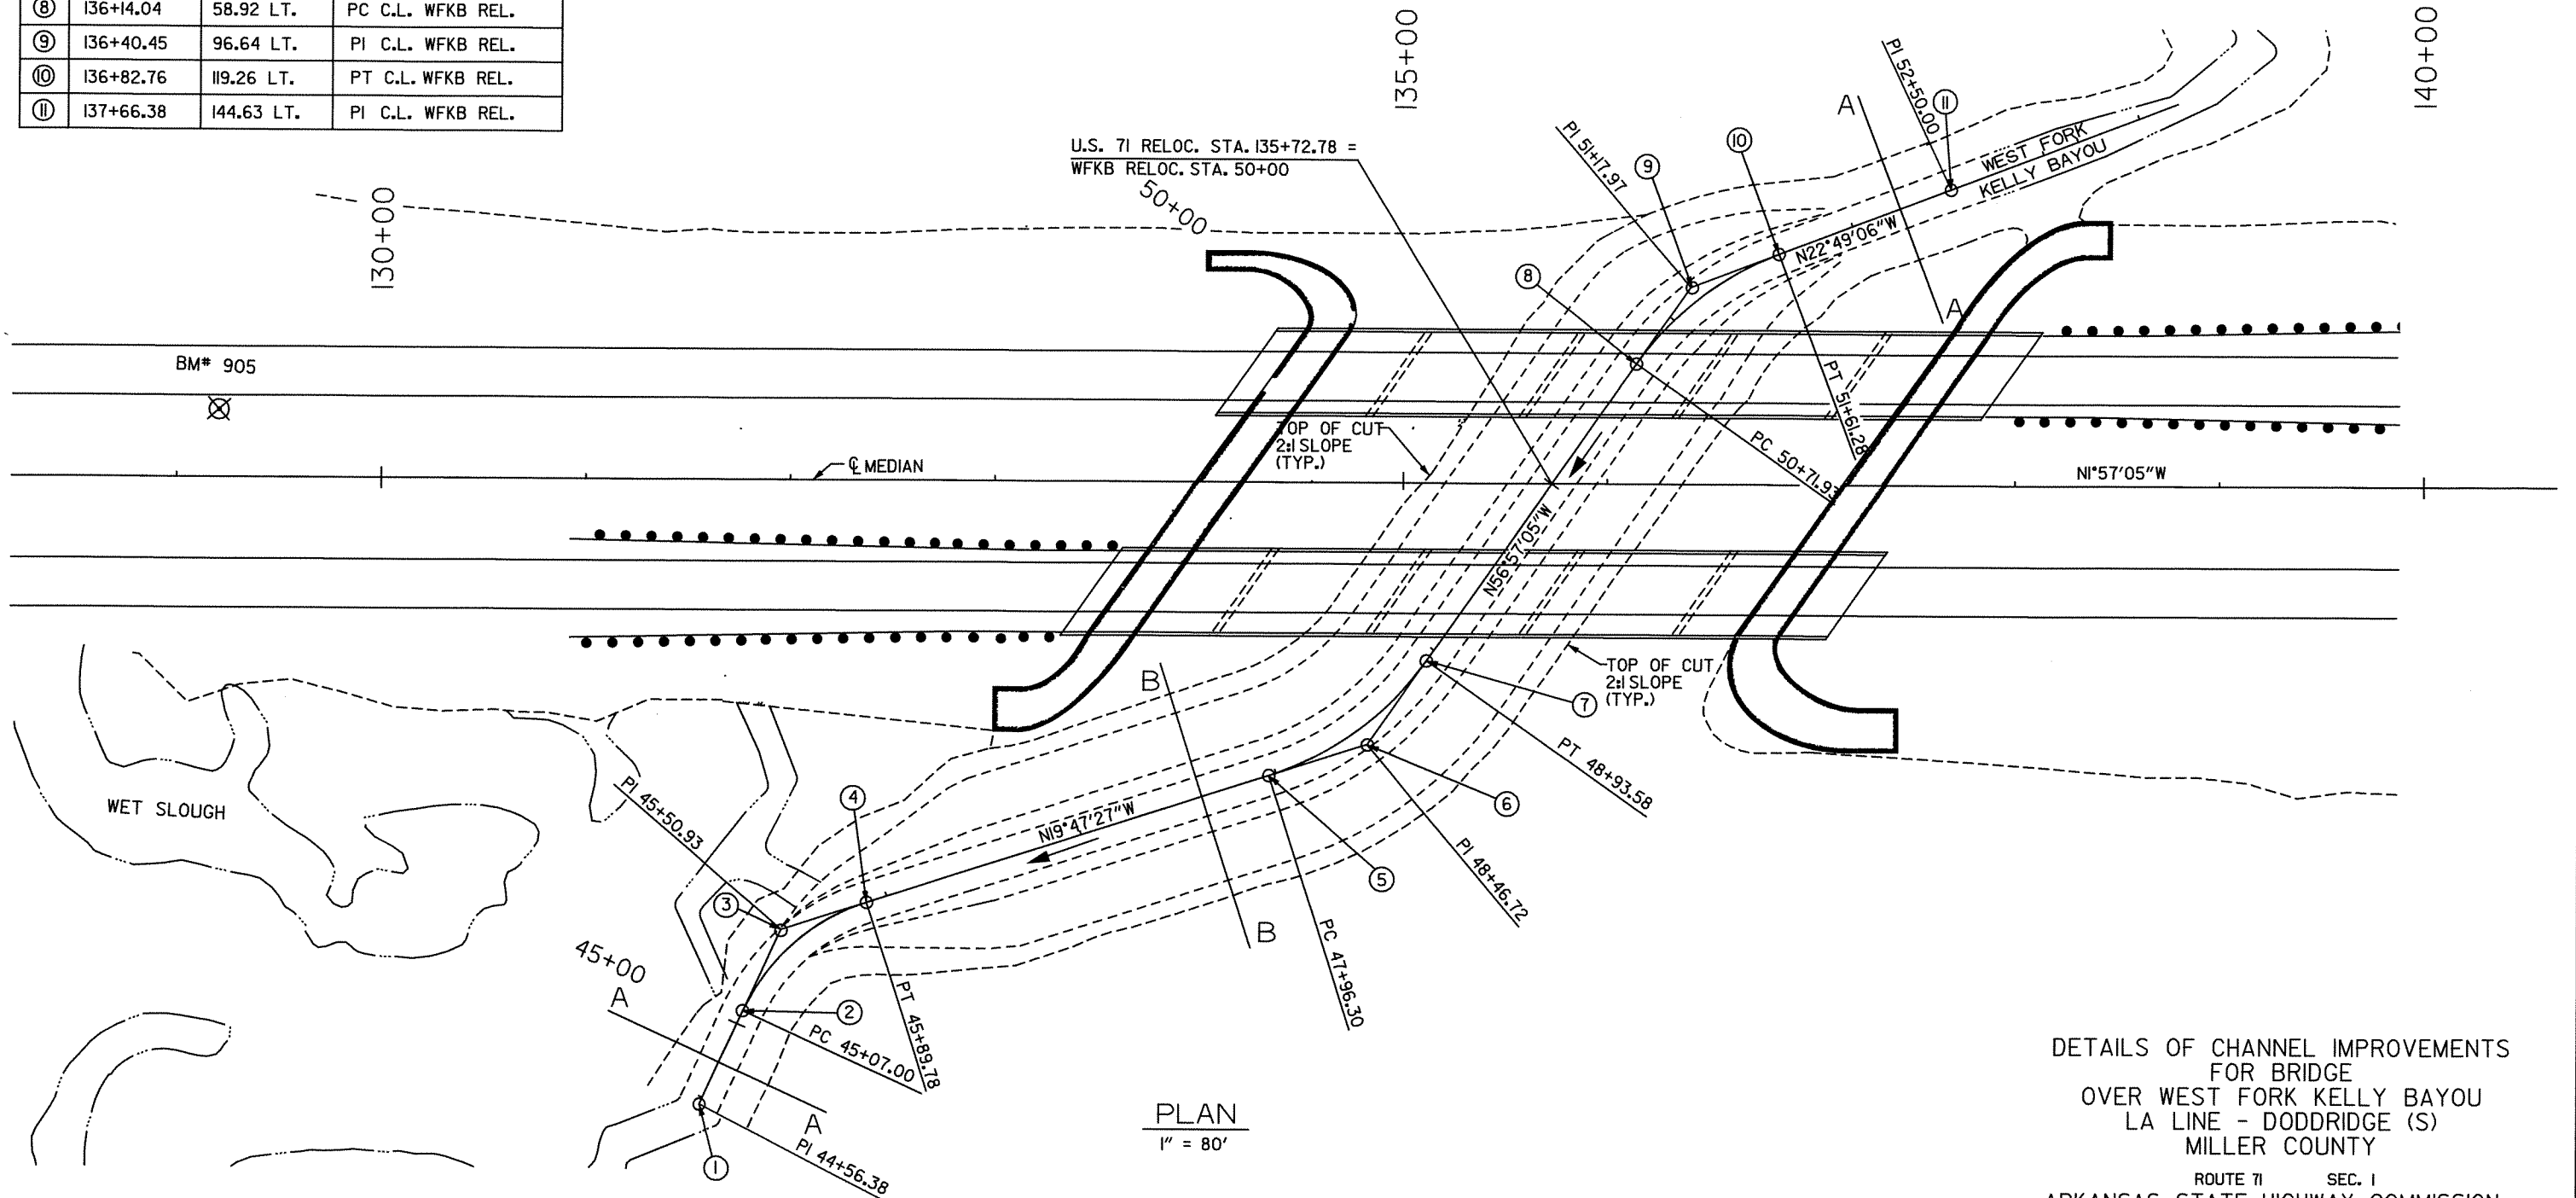 ⑧ 136+14.04 58.92 LT. PC C.L. WFKB REL.
⑨ 136+40.45 96.64 LT. PI C.L. WFKB REL.
⑩ 136+82.76 119.26 LT. PT C.L. WFKB REL.
⑪ 137+66.38 144.63 LT. PI C.L. WFKB REL.
135+00
140+00
130+00
U.S. 71 RELOC. STA. 135+72.78 =
WFKB RELOC. STA. 50+00
50+00
PI 51+17.97
⑨
⑩
PI 52+50.00
⑪
A
A
WEST FORK
KELLY BAYOU
N22°49'06"W
⑧
BM# 905
TOP OF CUT
2:1 SLOPE
(TYP.)
PT 51+61.28
PC 50+71.93
℄ MEDIAN
N1°57'05"W
N56°57'05"W
TOP OF CUT
2:1 SLOPE
(TYP.)
⑦
B
B
PT 48+93.58
⑥
PI 48+46.72
⑤
PC 47+96.30
WET SLOUGH
PI 45+50.93
④
N19°47'27"W
③
45+00
A
A
②
PC 45+07.00
PT 45+89.78
①
PI 44+56.38
PLAN
1" = 80'
DETAILS OF CHANNEL IMPROVEMENTS
FOR BRIDGE
OVER WEST FORK KELLY BAYOU
LA LINE - DODDRIDGE (S)
MILLER COUNTY
ROUTE 71 SEC. 1
ARKANSAS STATE HIGHWAY COMMISSION